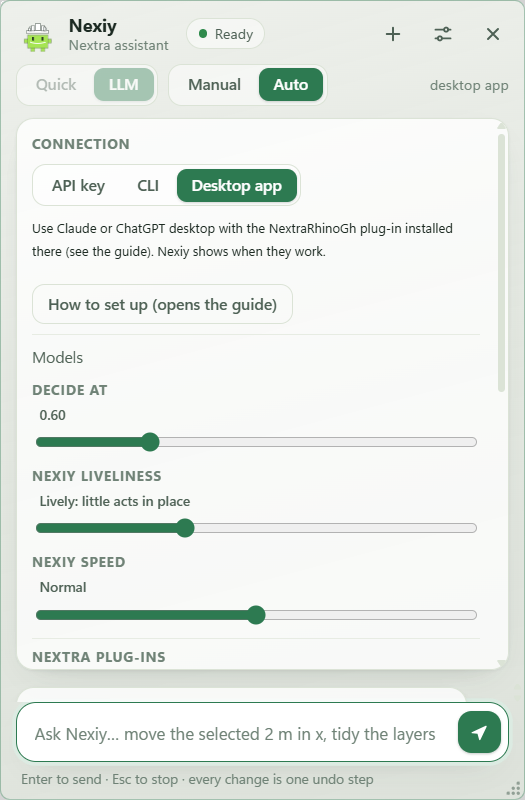 Nexiy
Nextra assistant
Ready
Quick
LLM
Manual
Auto
desktop app
CONNECTION
API key
CLI
Desktop app
Use Claude or ChatGPT desktop with the NextraRhinoGh plug-in installed
there (see the guide). Nexiy shows when they work.
How to set up (opens the guide)
Models
DECIDE AT
0.60
NEXIY LIVELINESS
Lively: little acts in place
NEXIY SPEED
Normal
NEXTRA PLUG-INS
Ask Nexiy... move the selected 2 m in x, tidy the layers
Enter to send · Esc to stop · every change is one undo step